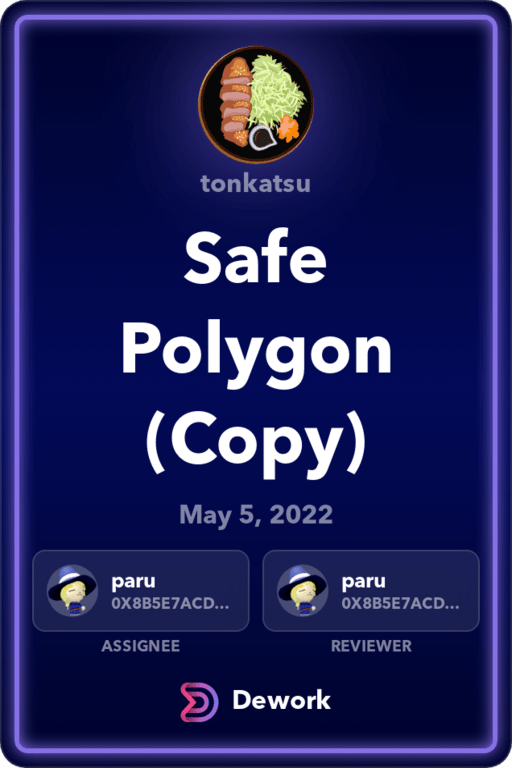 tonkatsu
Safe
Polygon
(Copy)
May 5, 2022
paru
0X8B5E7ACD...
ASSIGNEE
paru
0X8B5E7ACD...
REVIEWER
Dework